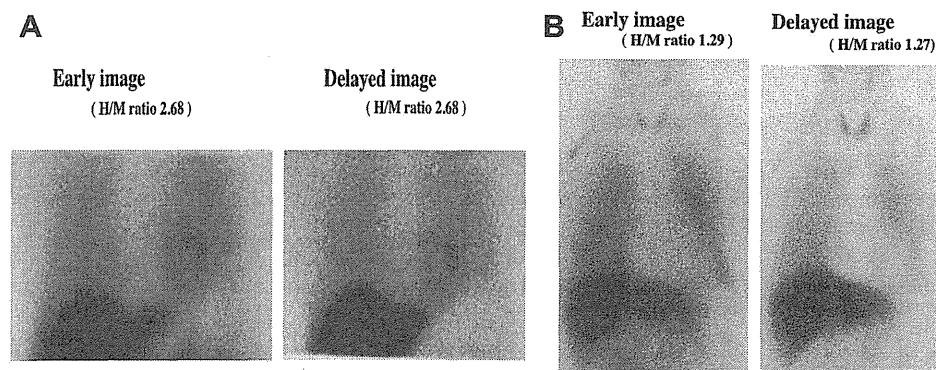 A
Early image
( H/M ratio 2.68 )
Delayed image
( H/M ratio 2.68 )
B
Early image
( H/M ratio 1.29 )
Delayed image
( H/M ratio 1.27)